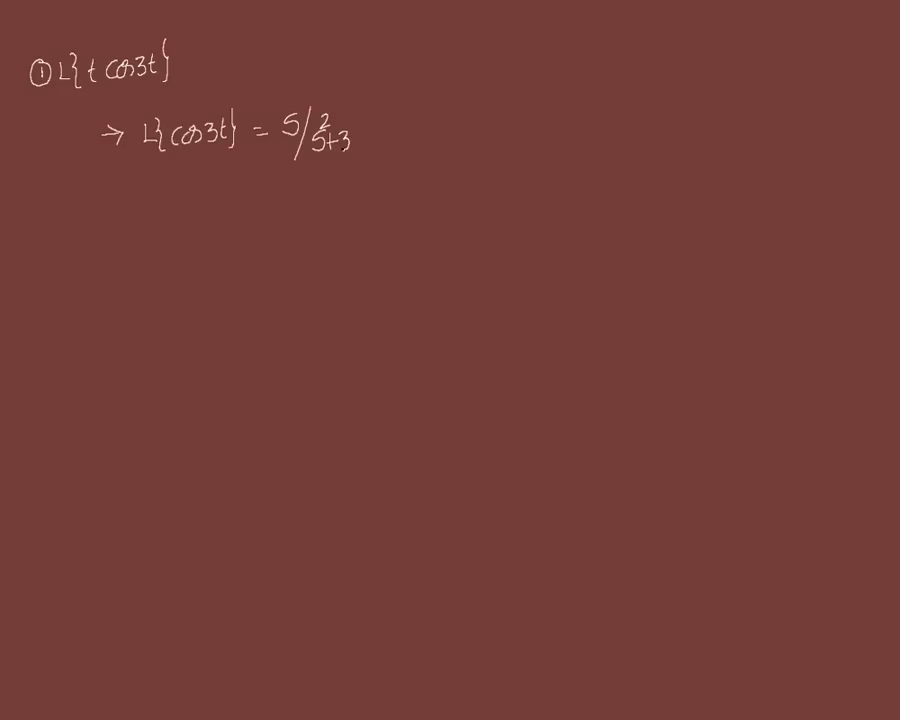 ① L{t cos3t}
→ L{cos3t} = s/s²+3